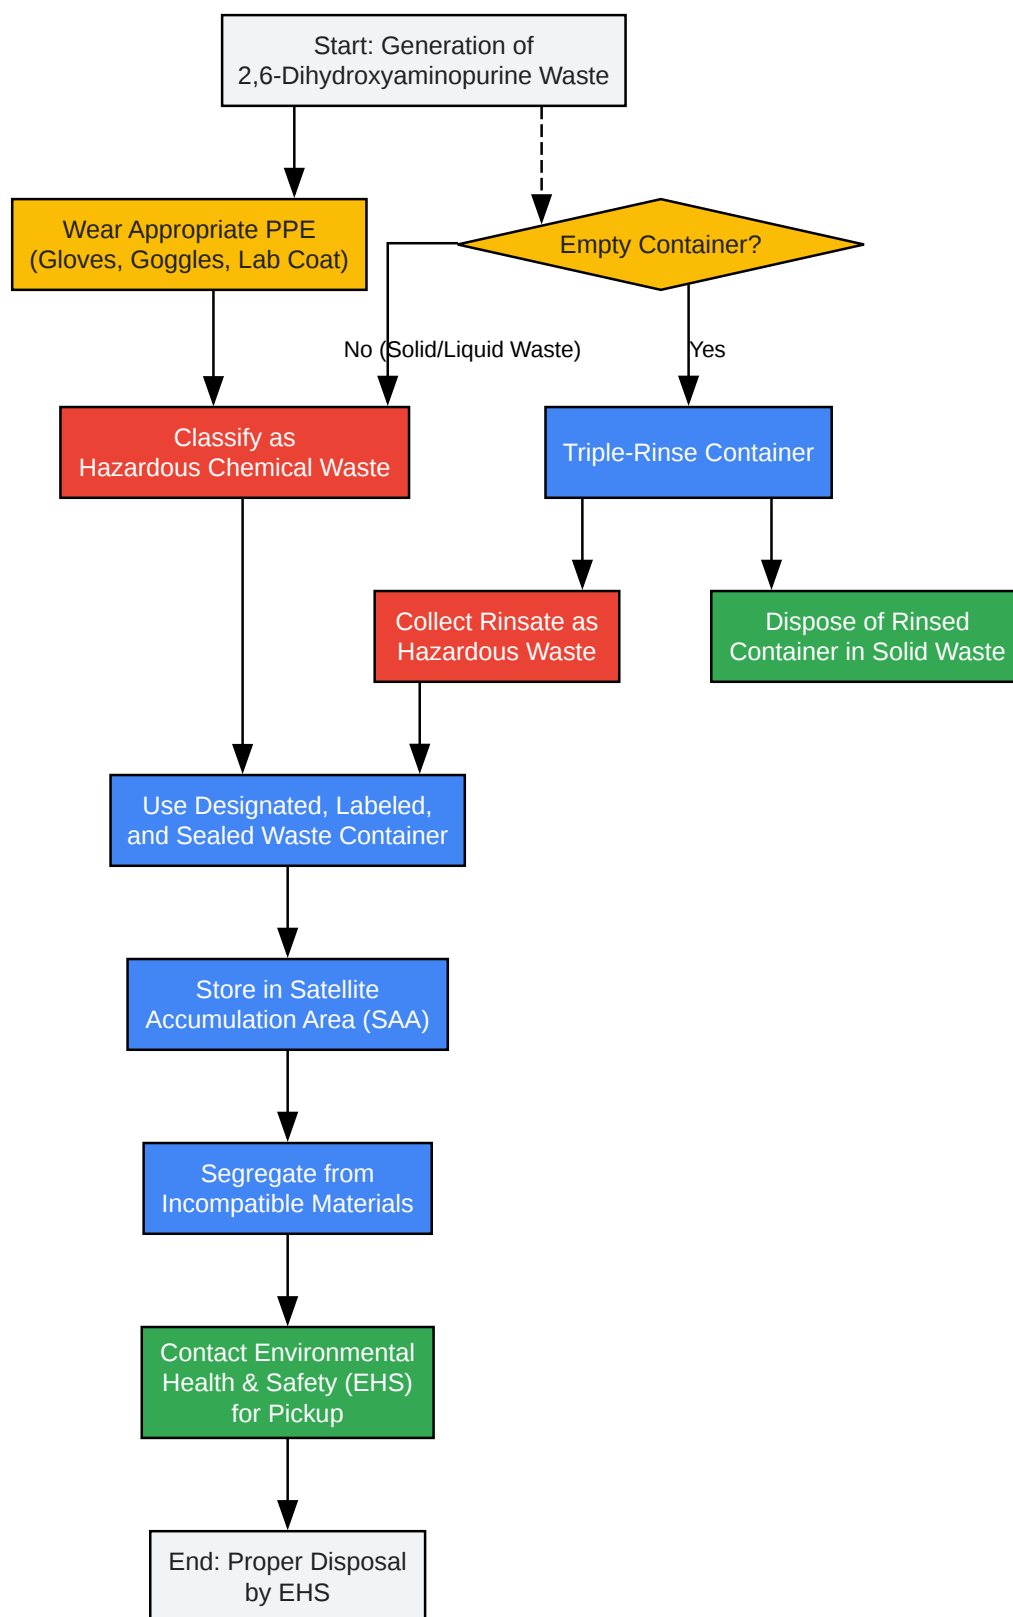 Start: Generation of
2,6-Dihydroxyaminopurine Waste
Wear Appropriate PPE
(Gloves, Goggles, Lab Coat)
Empty Container?
No (Solid/Liquid Waste)
Yes
Classify as
Hazardous Chemical Waste
Triple-Rinse Container
Collect Rinsate as
Hazardous Waste
Dispose of Rinsed
Container in Solid Waste
Use Designated, Labeled,
and Sealed Waste Container
Store in Satellite
Accumulation Area (SAA)
Segregate from
Incompatible Materials
Contact Environmental
Health & Safety (EHS)
for Pickup
End: Proper Disposal
by EHS